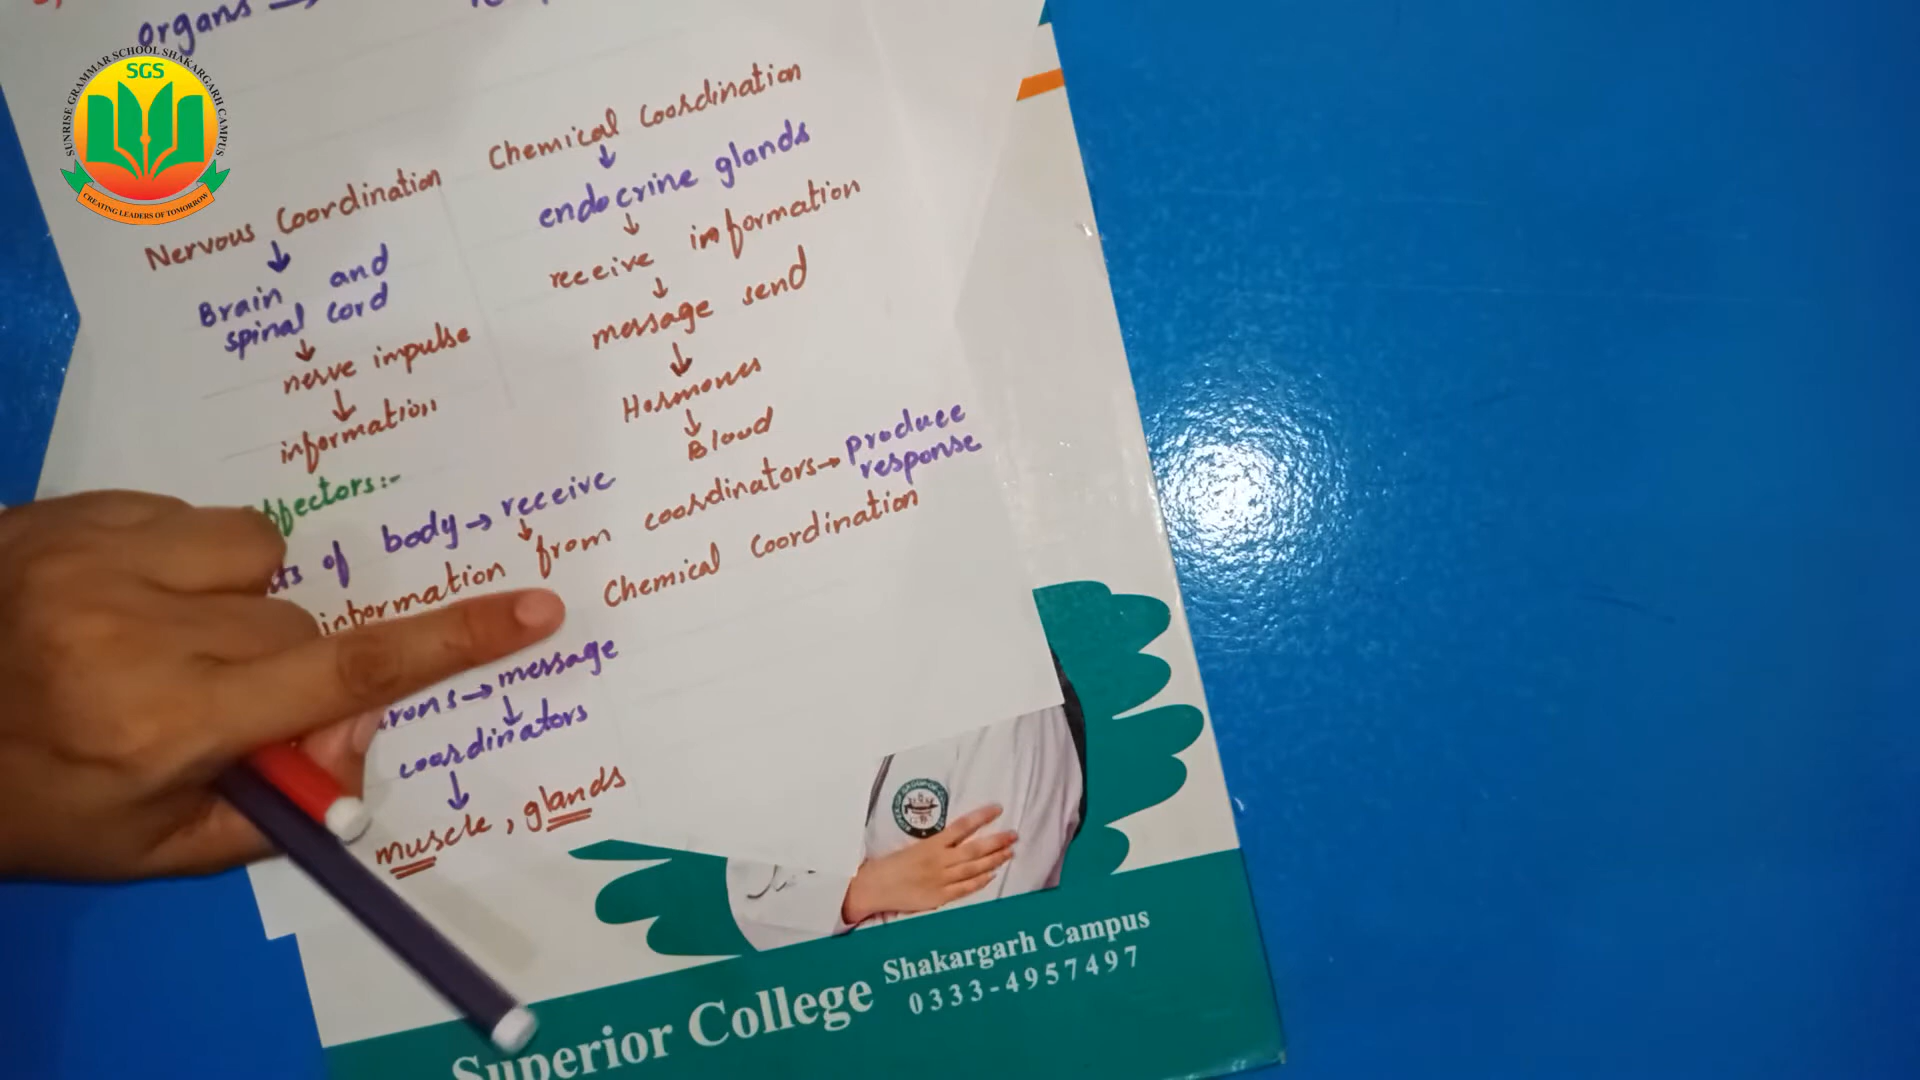 organs →
SUNRISE GRAMMAR SCHOOL SHAKARGARH CAMPUS
SGS
CREATING LEADERS OF TOMORROW
Nervous Coordination
↓
Brain and
spinal cord
↓
nerve impulse
↓
information
Chemical Coordination
↓
endocrine glands
↓
receive information
↓
message send
↓
Hormones
↓
Blood
ffectors:-
of body → receive
↓
information from coordinators → produce
response
Chemical Coordination
→ message
↓
coordinators
↓
muscle, glands
Superior College
Shakargarh Campus
0333-4957497